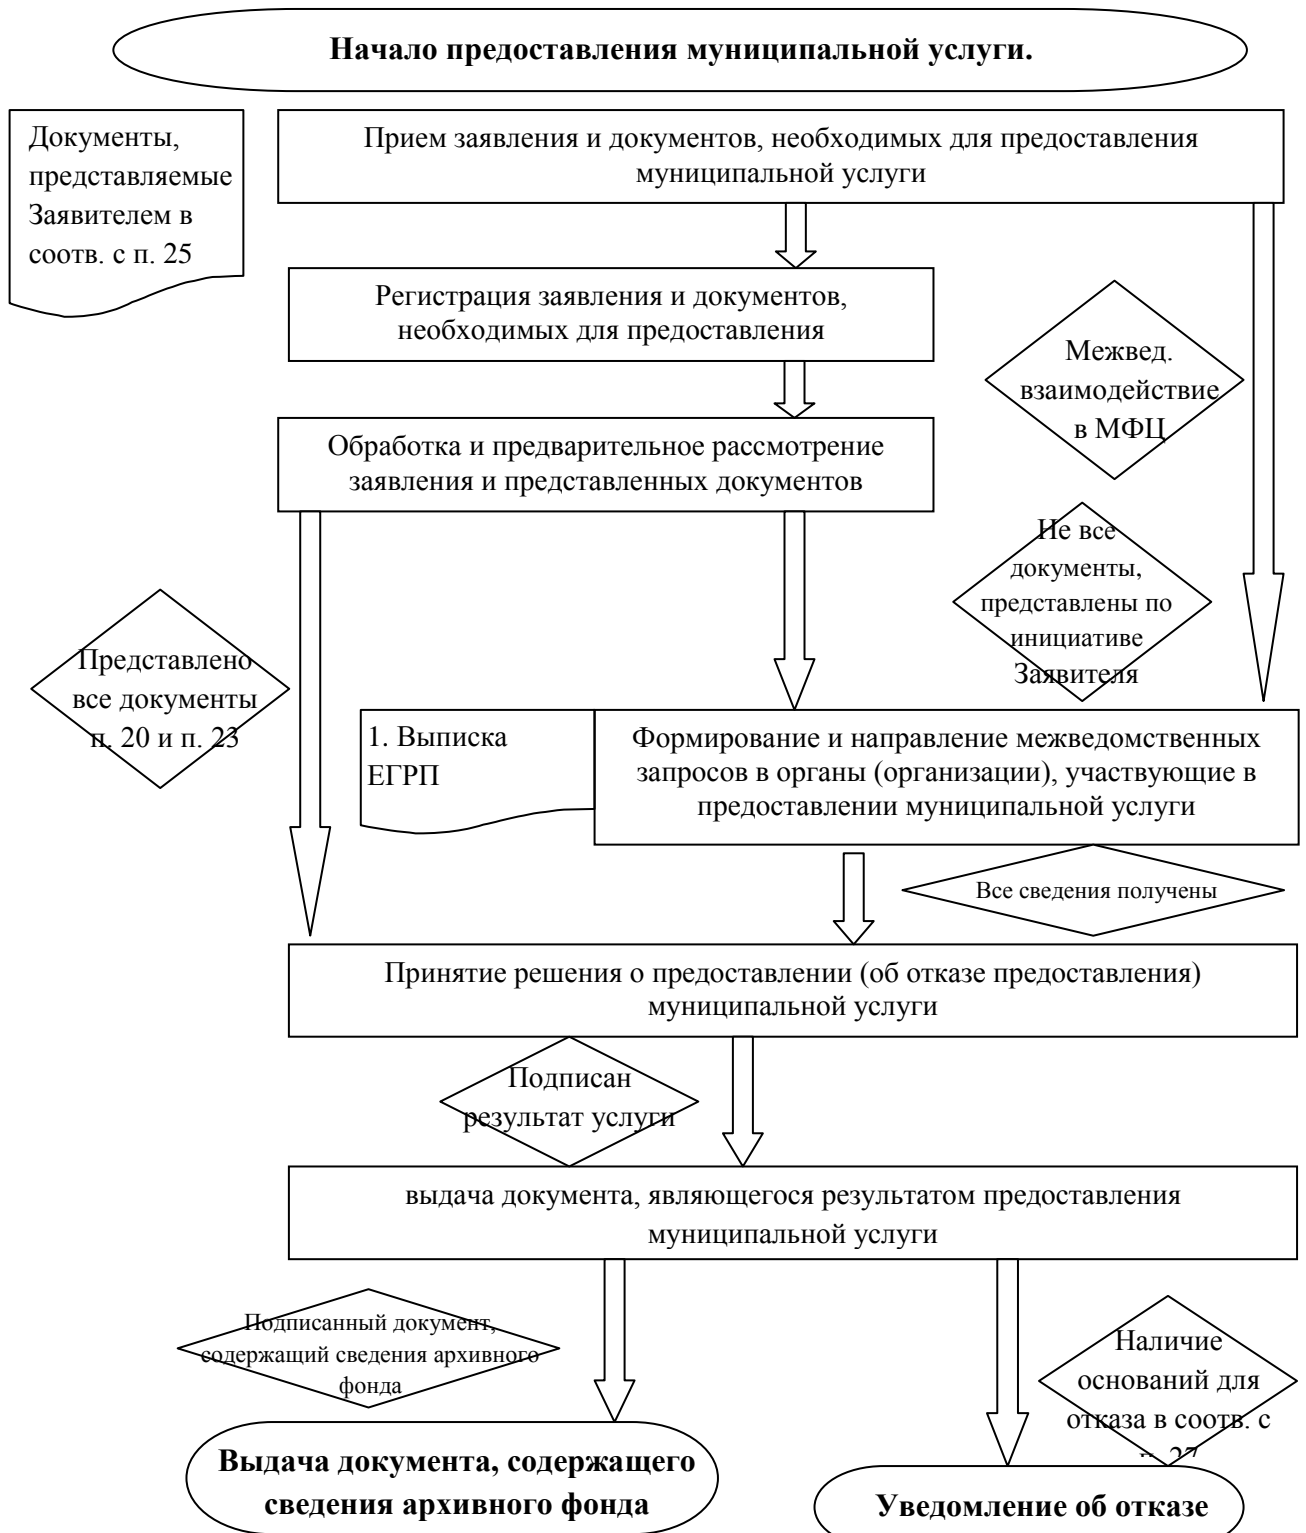 Начало предоставления муниципальной услуги.
Документы,
представляемые
Заявителем в
соотв. с п. 25
Прием заявления и документов, необходимых для предоставления
муниципальной услуги
Регистрация заявления и документов,
необходимых для предоставления
Межвед.
взаимодействие
в МФЦ
Обработка и предварительное рассмотрение
заявления и представленных документов
Не все
документы,
представлены по
инициативе
Заявителя
Представлено
все документы
п. 20 и п. 23
1. Выписка
ЕГРП
Формирование и направление межведомственных
запросов в органы (организации), участвующие в
предоставлении муниципальной услуги
Все сведения получены
Принятие решения о предоставлении (об отказе предоставления)
муниципальной услуги
Подписан
результат услуги
выдача документа, являющегося результатом предоставления
муниципальной услуги
Подписанный документ,
содержащий сведения архивного
фонда
Наличие
оснований для
отказа в соотв. с
п. 27
Выдача документа, содержащего
сведения архивного фонда
Уведомление об отказе